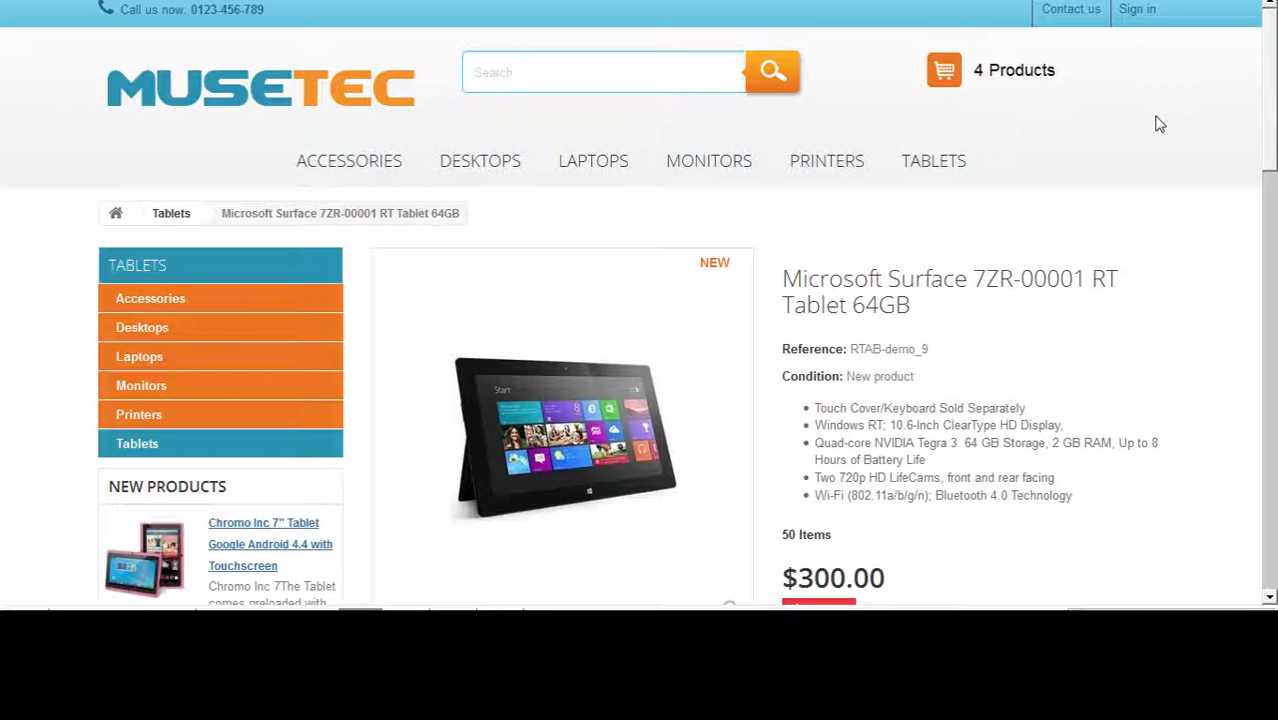 Call us now: 0123-456-789
Contact us
Sign in
MUSETEC
Search
4 Products
ACCESSORIES
DESKTOPS
LAPTOPS
MONITORS
PRINTERS
TABLETS
Tablets
Microsoft Surface 7ZR-00001 RT Tablet 64GB
TABLETS
Accessories
Desktops
Laptops
Monitors
Printers
Tablets
NEW PRODUCTS
Chromo Inc 7" Tablet
Google Android 4.4 with
Touchscreen
Chromo Inc 7The Tablet
comes preloaded with
NEW
Start
Microsoft Surface 7ZR-00001 RT
Tablet 64GB
Reference: RTAB-demo_9
Condition: New product
Touch Cover/Keyboard Sold Separately
Windows RT; 10.6-Inch ClearType HD Display,
Quad-core NVIDIA Tegra 3. 64 GB Storage, 2 GB RAM, Up to 8
Hours of Battery Life
Two 720p HD LifeCams, front and rear facing
Wi-Fi (802.11a/b/g/n); Bluetooth 4.0 Technology
50 Items
$300.00